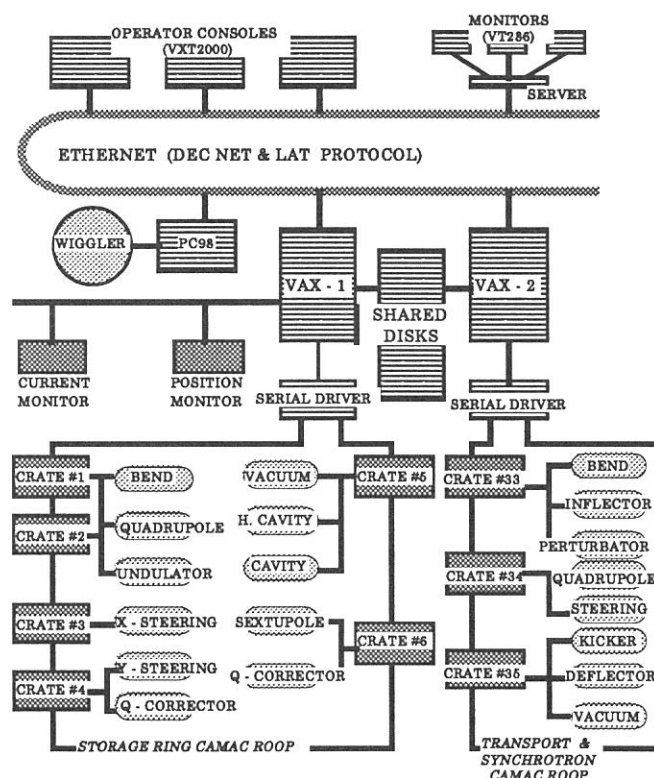 OPERATOR CONSOLES
(VXT2000)
MONITORS
(VT286)
SERVER
ETHERNET (DEC NET & LAT PROTOCOL)
WIGGLER
PC98
VAX - 1
VAX - 2
SHARED
DISKS
CURRENT
MONITOR
POSITION
MONITOR
SERIAL DRIVER
SERIAL DRIVER
CRATE #1
BEND
CRATE #2
QUADRUPOLE
UNDULATOR
CRATE #3
X - STEERING
CRATE #4
Y - STEERING
Q - CORRECTOR
VACUUM
CRATE #5
H. CAVITY
CAVITY
SEXTUPOLE
CRATE #6
Q - CORRECTOR
STORAGE RING CAMAC ROOP
CRATE #33
BEND
INFLECTOR
PERTURBATOR
CRATE #34
QUADRUPOLE
STEERING
CRATE #35
KICKER
DEFLECTOR
VACUUM
TRANSPORT &
SYNCHROTRON
CAMAC ROOP